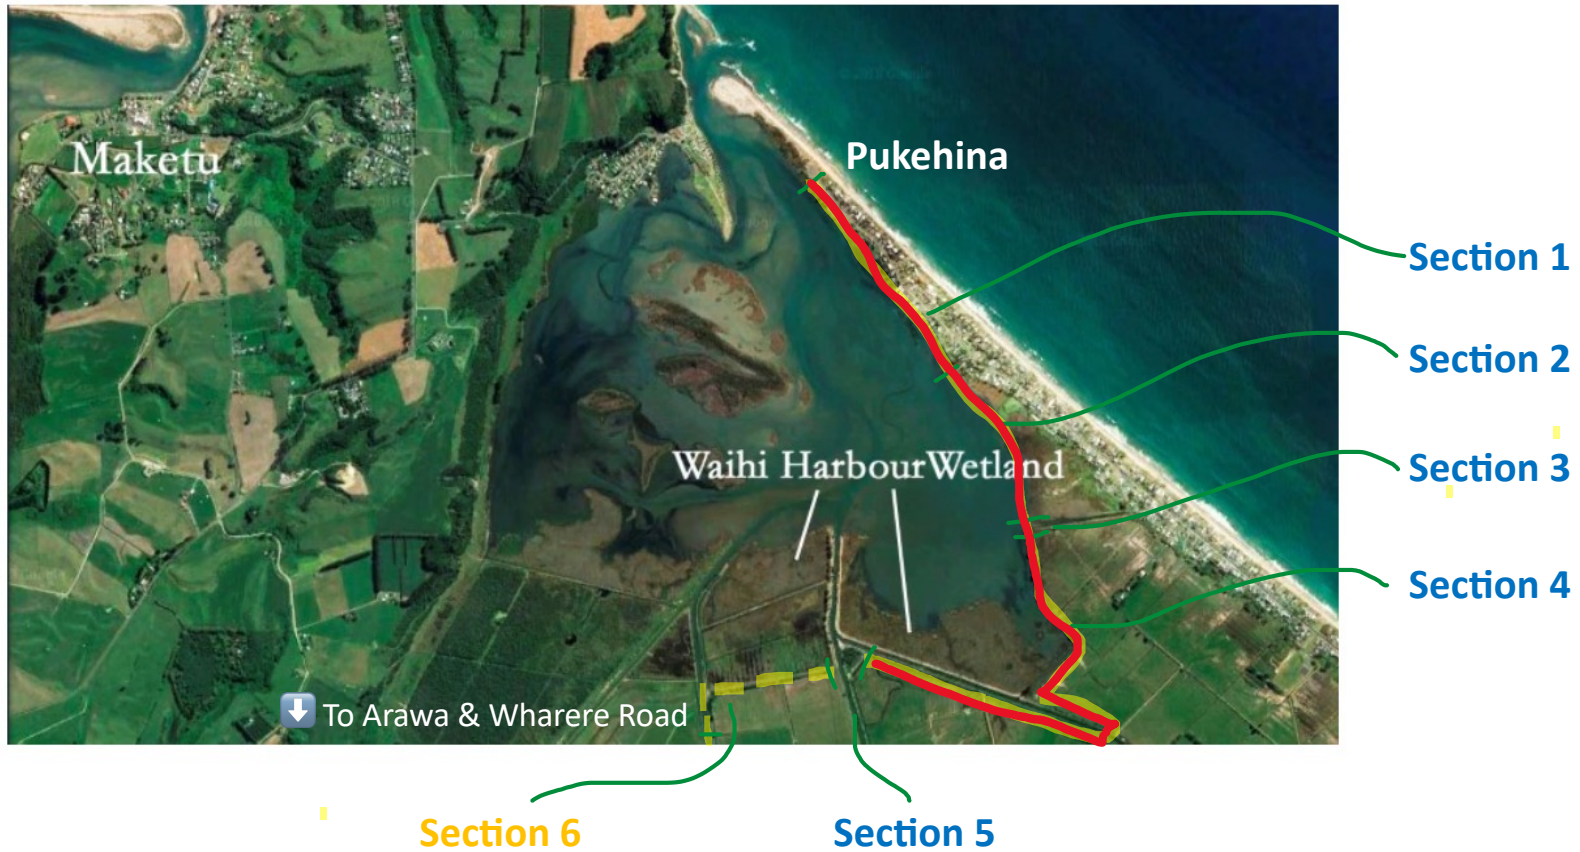 Maketu
Pukehina
Section 1
Section 2
Waihi Harbour Wetland
Section 3
Section 4
To Arawa & Wharere Road
Section 6
Section 5